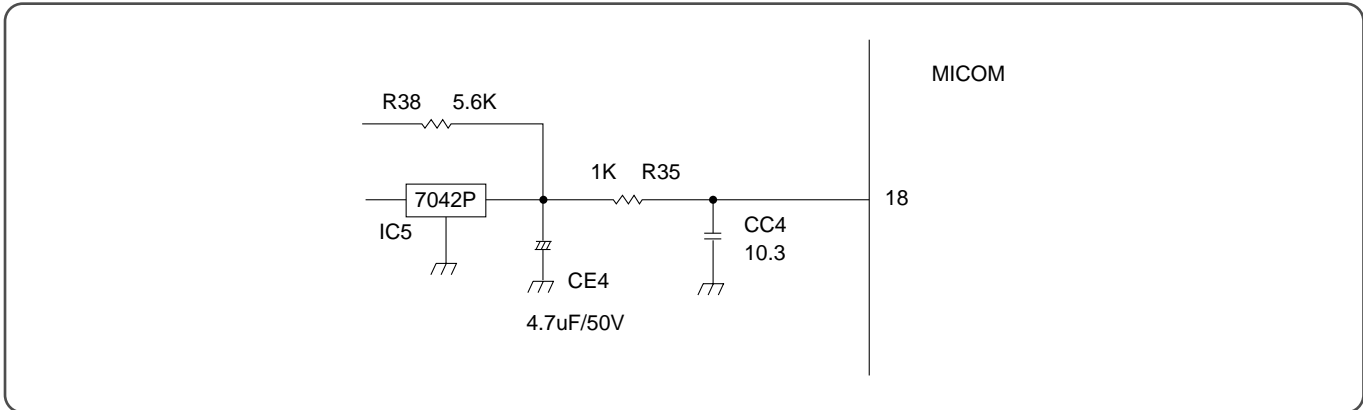 MICOM
R38 5.6K
1K R35
7042P
18
IC5
CC4
10.3
CE4
4.7uF/50V